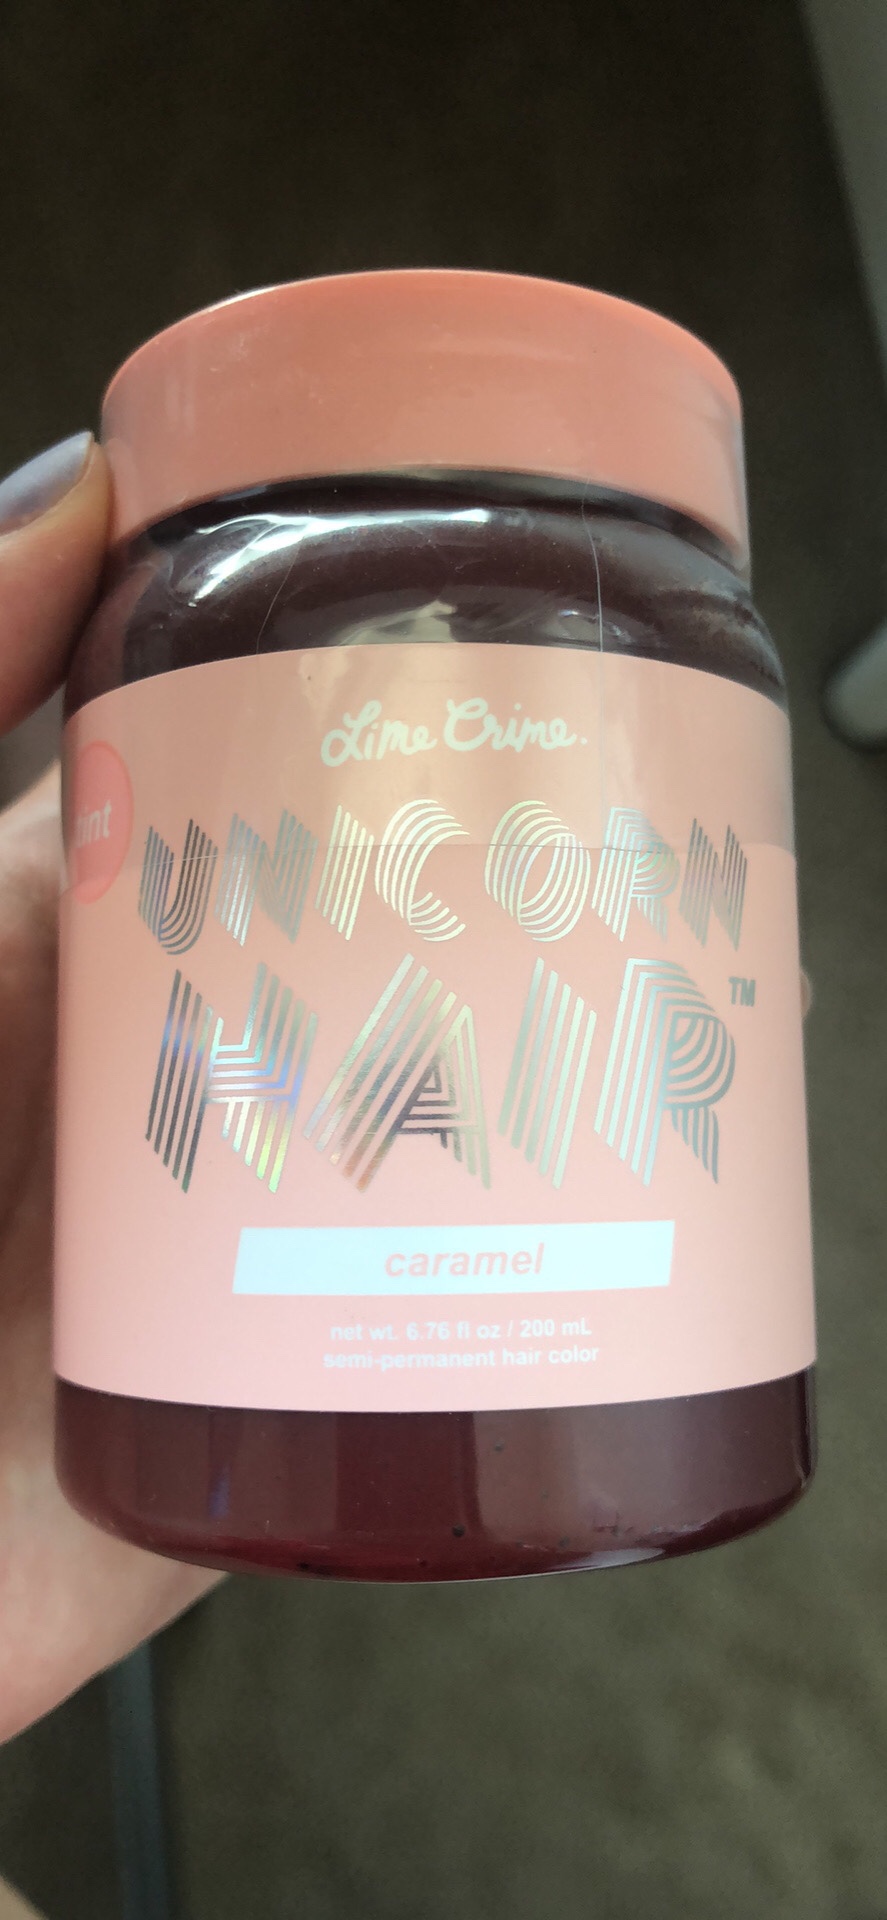 Lime Crime.
tint
UNICORN
HAIR™
caramel
net wt. 6.76 fl oz / 200 mL
semi-permanent hair color